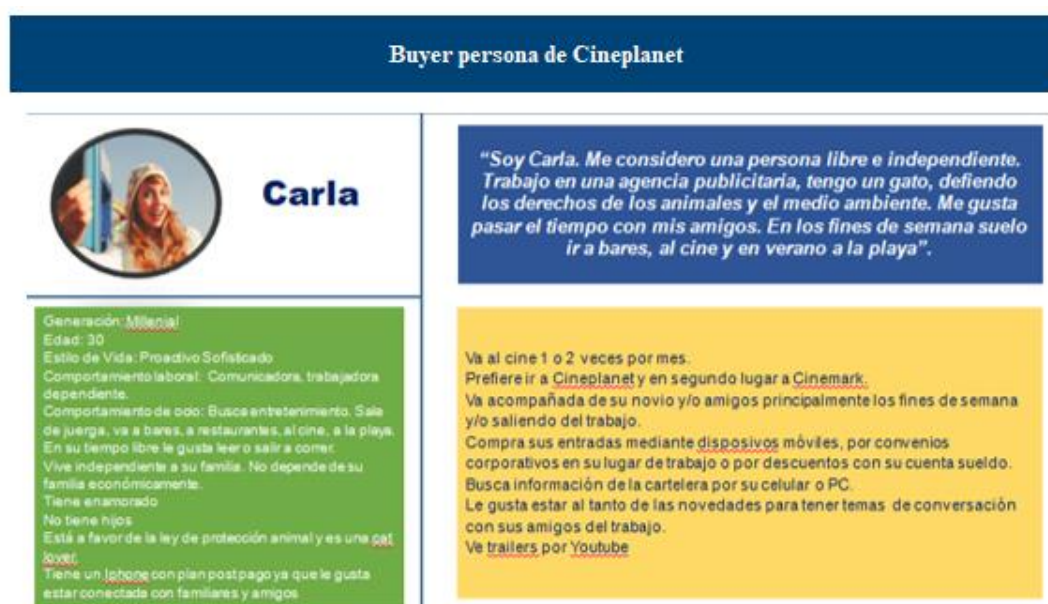 Buyer persona de Cineplanet
Carla
“Soy Carla. Me considero una persona libre e independiente.
Trabajo en una agencia publicitaria, tengo un gato, defiendo
los derechos de los animales y el medio ambiente. Me gusta
pasar el tiempo con mis amigos. En los fines de semana suelo
ir a bares, al cine y en verano a la playa”.
Generación: Millenial
Edad: 30
Estilo de Vida: Proactivo Sofisticado
Comportamiento laboral: Comunicadora, trabajadora
dependiente.
Comportamiento de ocio: Busca entretenimiento. Sale
de juerga, va a bares, a restaurantes, al cine, a la playa.
En su tiempo libre le gusta leer o salir a correr.
Vive independiente a su familia. No depende de su
familia económicamente.
Tiene enamorado
No tiene hijos
Está a favor de la ley de protección animal y es una cat
lover.
Tiene un Iphone con plan postpago ya que le gusta
estar conectada con familiares y amigos
Va al cine 1 o 2 veces por mes.
Prefiere ir a Cineplanet y en segundo lugar a Cinemark.
Va acompañada de su novio y/o amigos principalmente los fines de semana
y/o saliendo del trabajo.
Compra sus entradas mediante disposivos móviles, por convenios
corporativos en su lugar de trabajo o por descuentos con su cuenta sueldo.
Busca información de la cartelera por su celular o PC.
Le gusta estar al tanto de las novedades para tener temas de conversación
con sus amigos del trabajo.
Ve trailers por Youtube